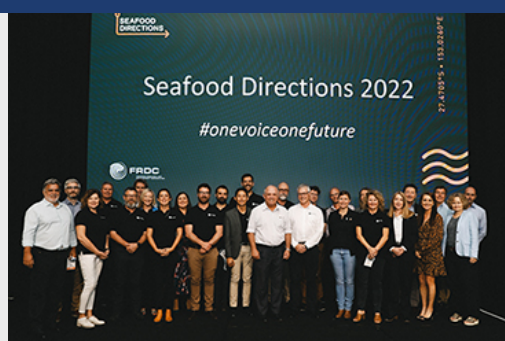 SEAFOOD
DIRECTIONS
Seafood Directions 2022
#onevoiceonefuture
27.4705°S • 153.0260°E
FRDC